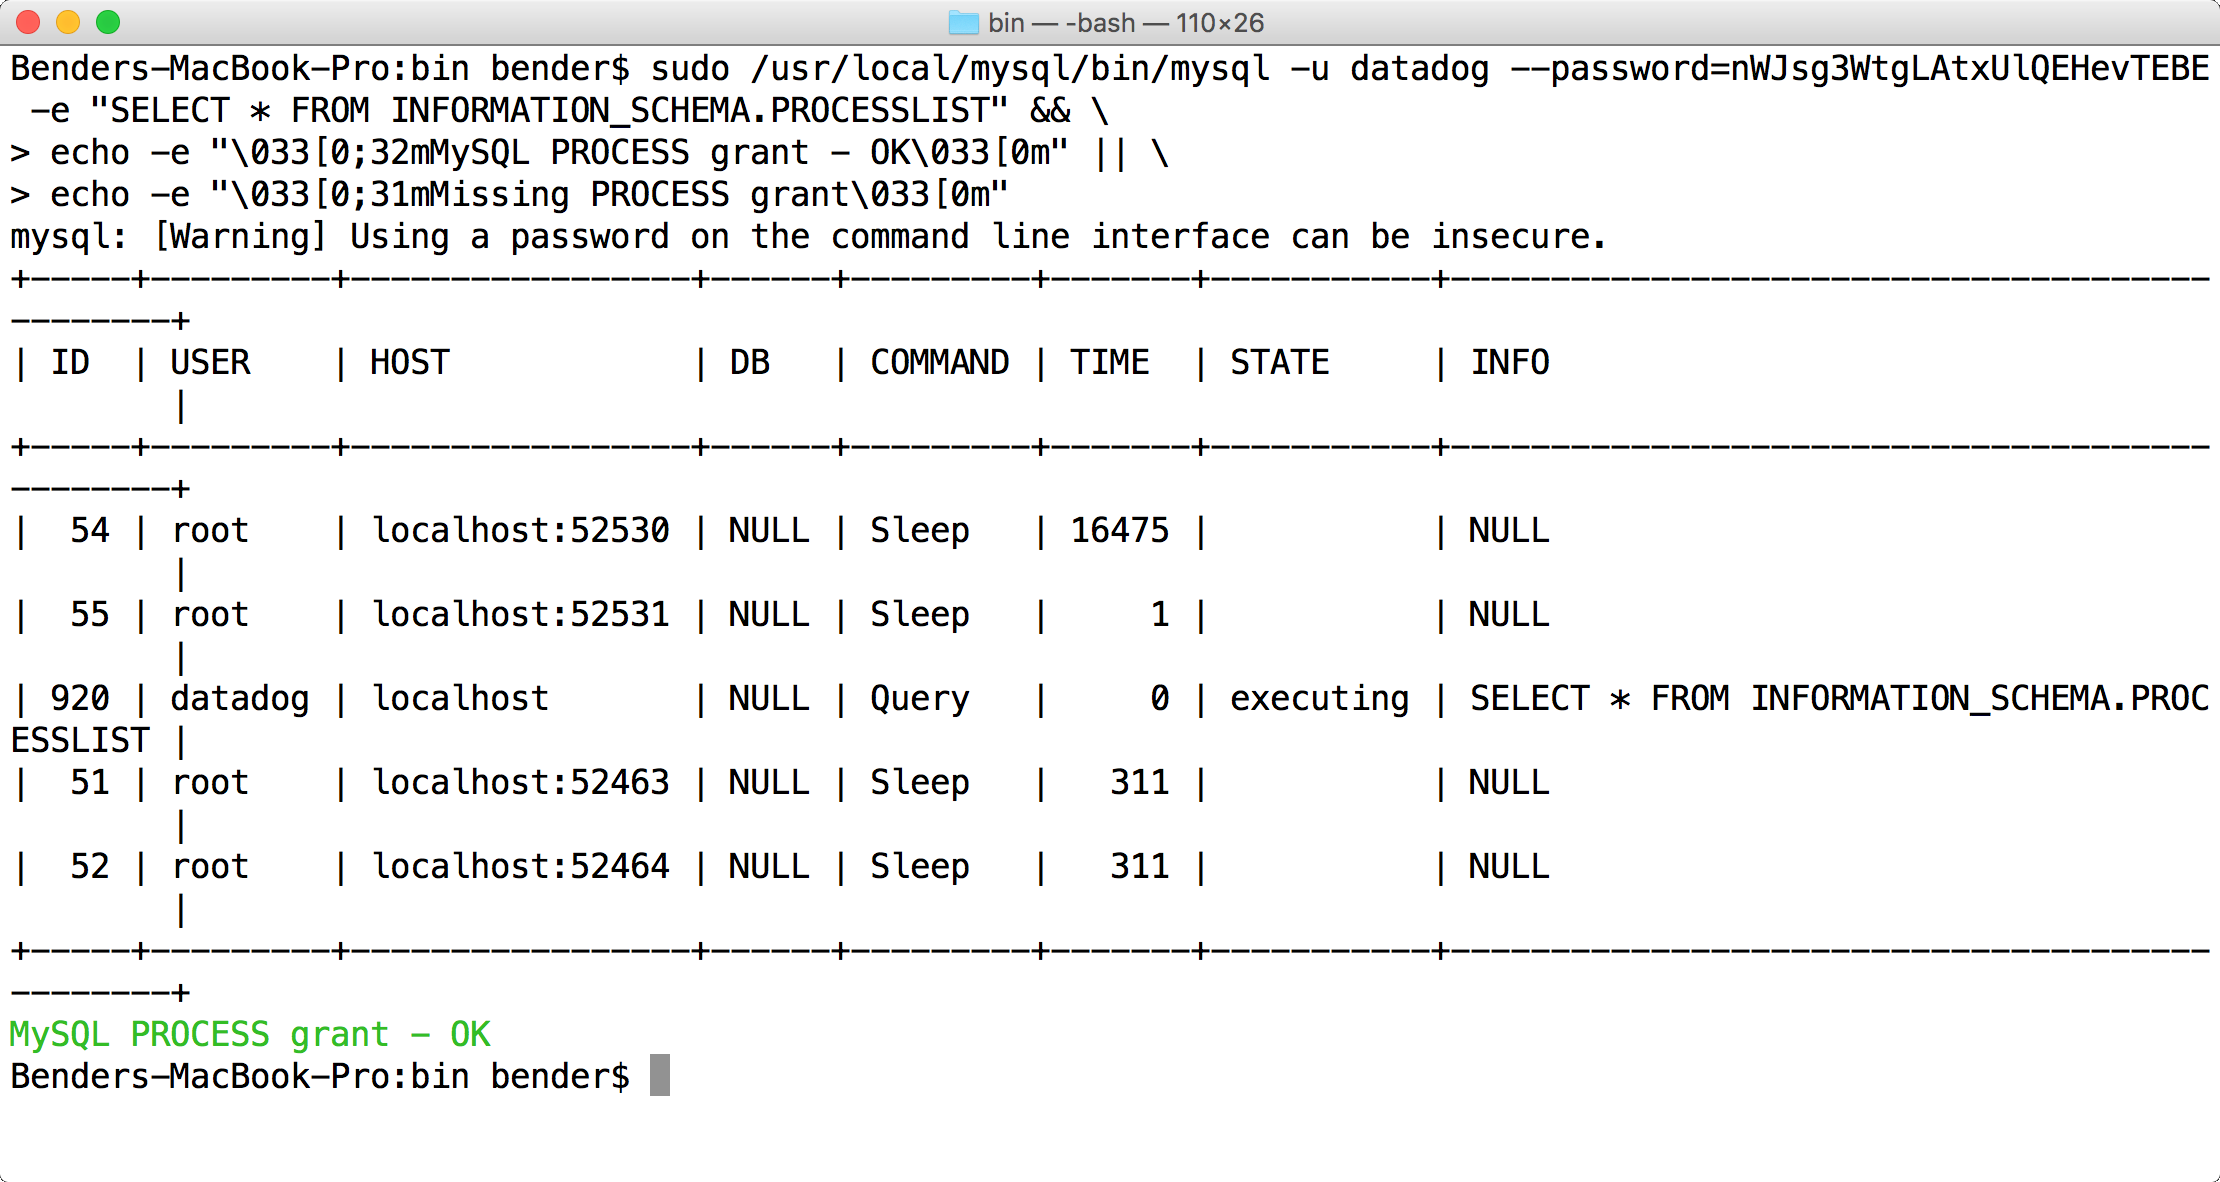 bin — -bash — 110×26
Benders-MacBook-Pro:bin bender$ sudo /usr/local/mysql/bin/mysql -u datadog --password=nWJsg3WtgLAtxUlQEHevTEBE
 -e "SELECT * FROM INFORMATION_SCHEMA.PROCESSLIST" && \
> echo -e "\033[0;32mMySQL PROCESS grant - OK\033[0m" || \
> echo -e "\033[0;31mMissing PROCESS grant\033[0m"
mysql: [Warning] Using a password on the command line interface can be insecure.
+-----+---------+-----------------+------+---------+-------+-----------+--------------------------------------
--------+
| ID  | USER    | HOST            | DB   | COMMAND | TIME  | STATE     | INFO
        |
+-----+---------+-----------------+------+---------+-------+-----------+--------------------------------------
--------+
|  54 | root    | localhost:52530 | NULL | Sleep   | 16475 |           | NULL
        |
|  55 | root    | localhost:52531 | NULL | Sleep   |     1 |           | NULL
        |
| 920 | datadog | localhost       | NULL | Query   |     0 | executing | SELECT * FROM INFORMATION_SCHEMA.PROC
ESSLIST |
|  51 | root    | localhost:52463 | NULL | Sleep   |   311 |           | NULL
        |
|  52 | root    | localhost:52464 | NULL | Sleep   |   311 |           | NULL
        |
+-----+---------+-----------------+------+---------+-------+-----------+--------------------------------------
--------+
MySQL PROCESS grant - OK
Benders-MacBook-Pro:bin bender$